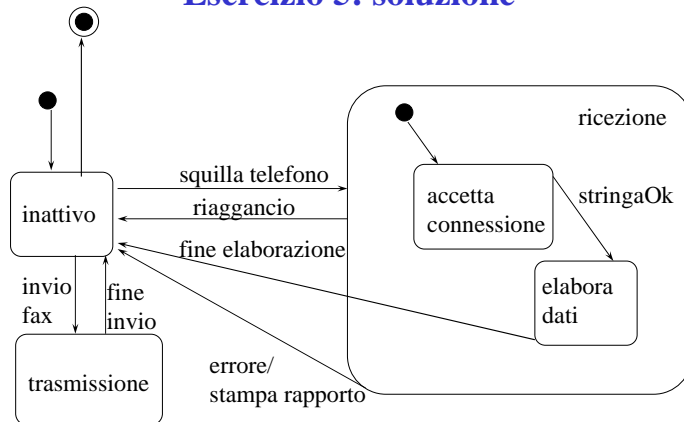 Esercizio 5: soluzione
ricezione
squilla telefono
inattivo
riaggancio
accetta
connessione
stringaOk
fine elaborazione
invio
fax
fine
invio
elabora
dati
trasmissione
errore/
stampa rapporto